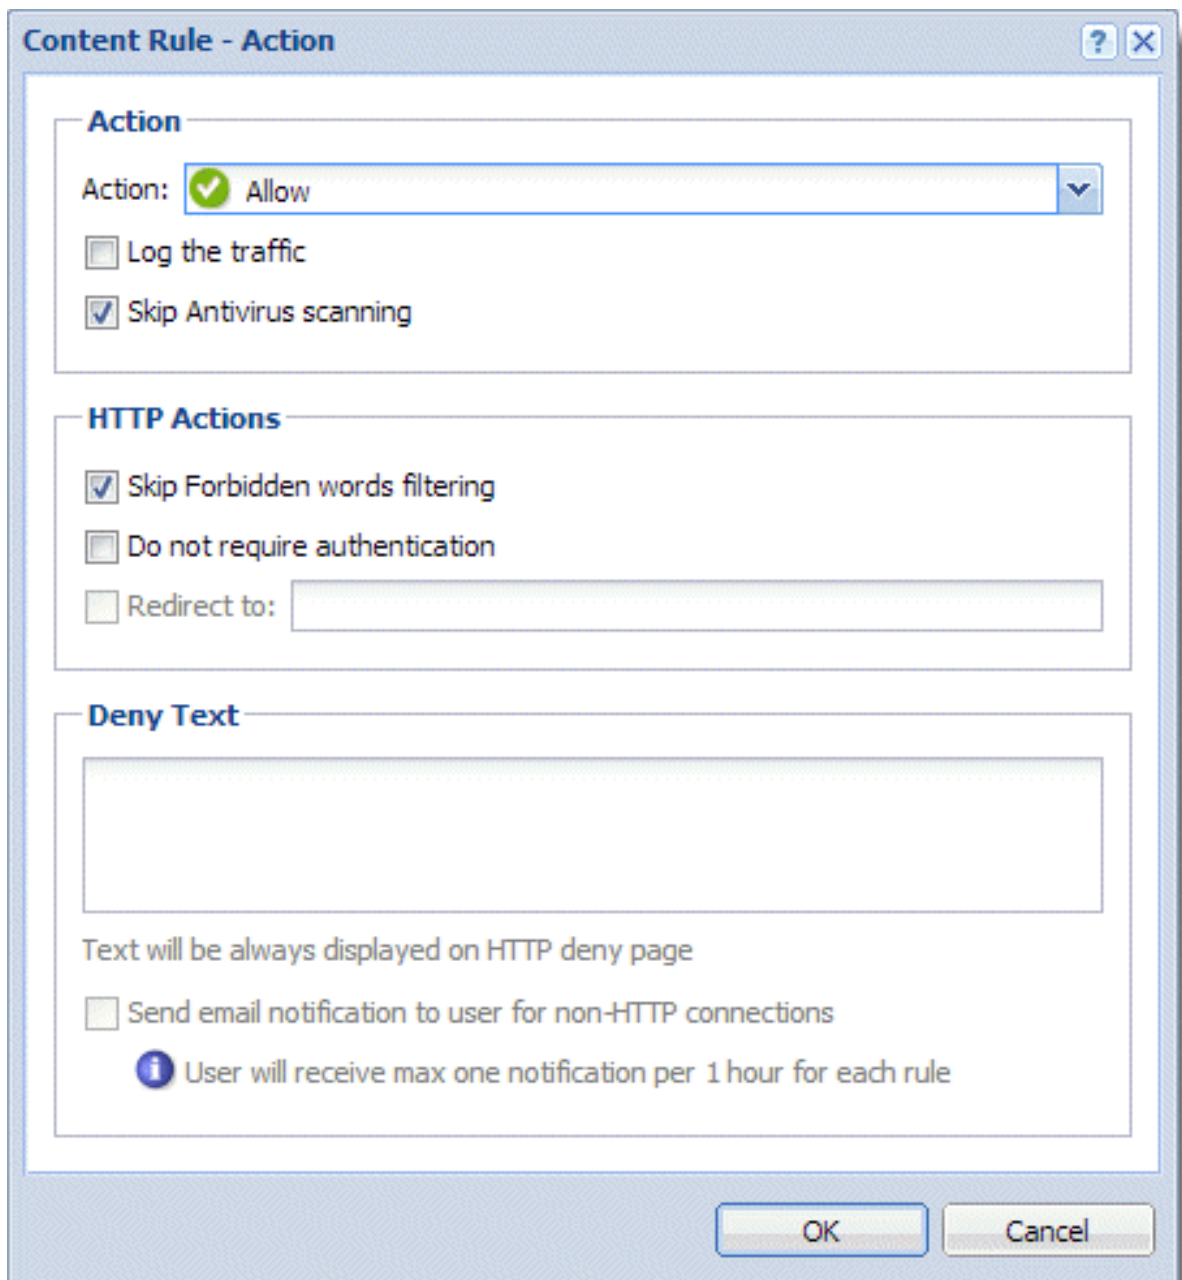 Content Rule - Action
Action
Action: Allow
Log the traffic
Skip Antivirus scanning
HTTP Actions
Skip Forbidden words filtering
Do not require authentication
Redirect to:
Deny Text
Text will be always displayed on HTTP deny page
Send email notification to user for non-HTTP connections
User will receive max one notification per 1 hour for each rule
OK Cancel